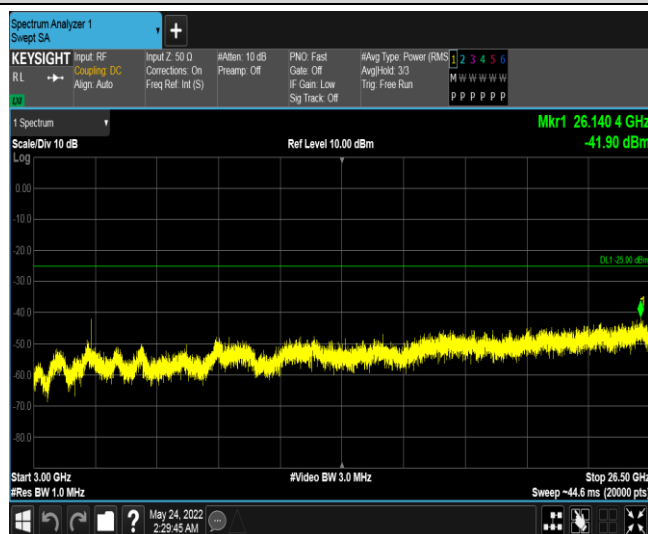 Spectrum Analyzer 1
Swept SA
KEYSIGHT
RL
LXI
Input: RF
Coupling: DC
Align: Auto
Input Z: 50 Ω
Corrections: On
Freq Ref: Int (S)
#Atten: 10 dB
Preamp: Off
PNO: Fast
Gate: Off
IF Gain: Low
Sig Track: Off
#Avg Type: Power (RMS
Avg|Hold: 3/3
Trig: Free Run
1 2 3 4 5 6
M W W W W W
P P P P P P
1 Spectrum
Mkr1 26.140 4 GHz
-41.90 dBm
Scale/Div 10 dB
Ref Level 10.00 dBm
Log
0.00
-10.0
-20.0
DL1 -25.00 dBm
-30.0
-40.0
-50.0
-60.0
-70.0
-80.0
Start 3.00 GHz
#Video BW 3.0 MHz
Stop 26.50 GHz
#Res BW 1.0 MHz
Sweep ~44.6 ms (20000 pts)
May 24, 2022
2:29:45 AM